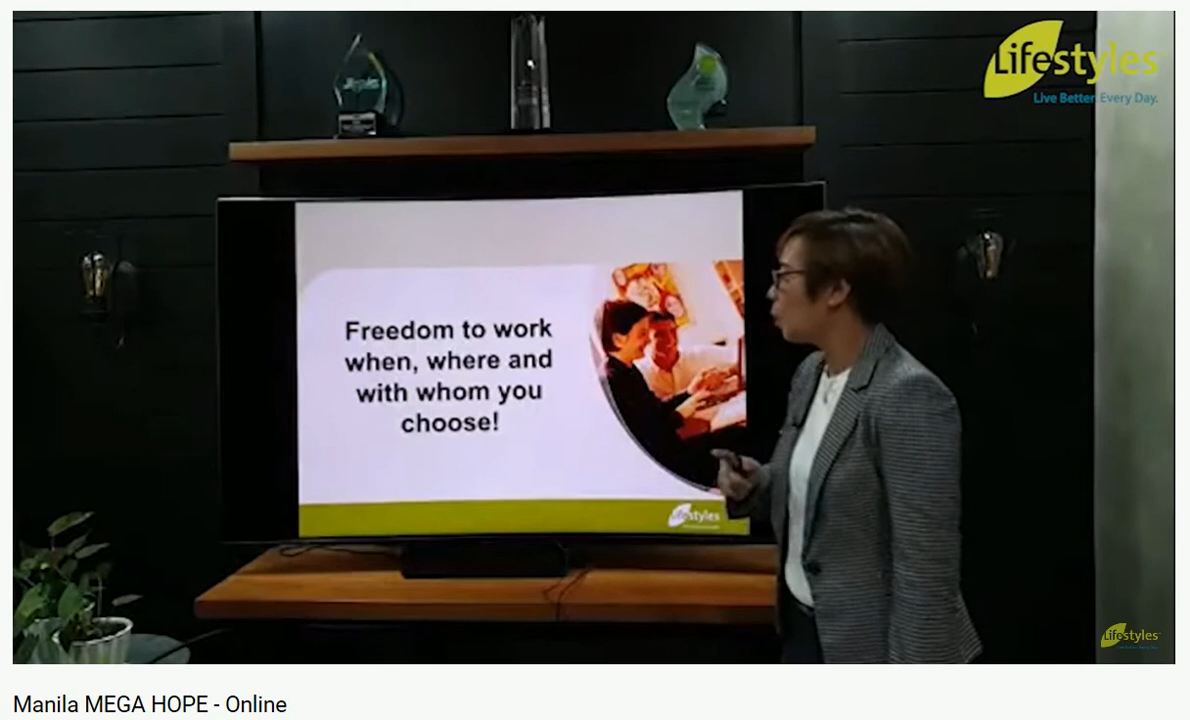 Lifestyles
Live Better Every Day.
Freedom to work
when, where and
with whom you
choose!
Lifestyles
Lifestyles
Manila MEGA HOPE - Online